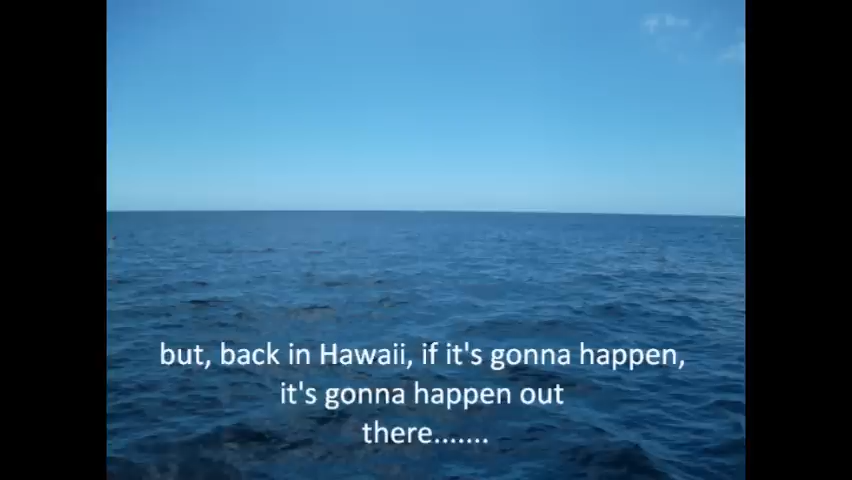 but, back in Hawaii, if it's gonna happen,
it's gonna happen out
there.......